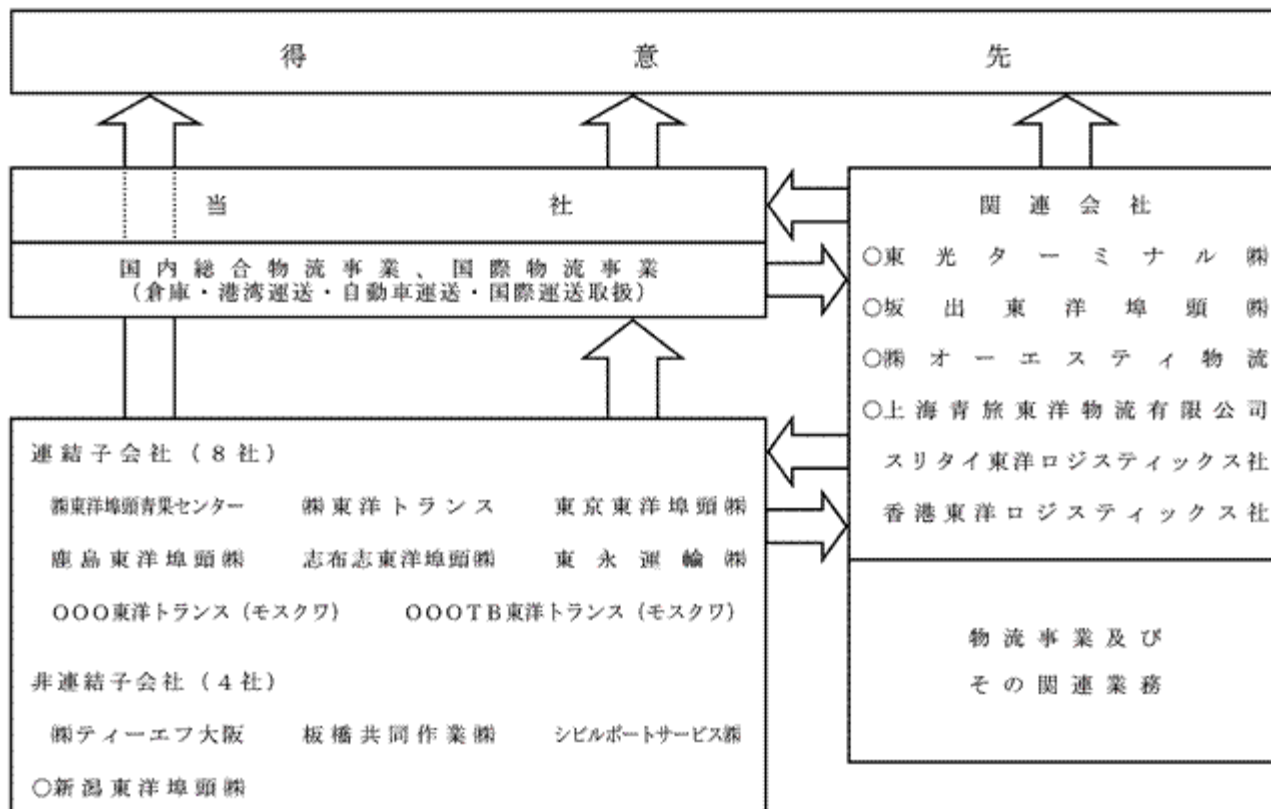 得意先
当社
国内総合物流事業、国際物流事業
（倉庫・港湾運送・自動車運送・国際運送取扱）
連結子会社（８社）
㈱東洋埠頭青果センター ㈱東洋トランス 東京東洋埠頭㈱
鹿島東洋埠頭㈱ 志布志東洋埠頭㈱ 東永運輸㈱
ＯＯＯ東洋トランス（モスクワ） ＯＯＯＴＢ東洋トランス（モスクワ）
非連結子会社（４社）
㈱ティーエフ大阪 板橋共同作業㈱ シビルポートサービス㈱
○新潟東洋埠頭㈱
関連会社
○東光ターミナル㈱
○坂出東洋埠頭㈱
○㈱オーエスティ物流
○上海青旅東洋物流有限公司
スリタイ東洋ロジスティックス社
香港東洋ロジスティックス社
物流事業及び
その関連業務